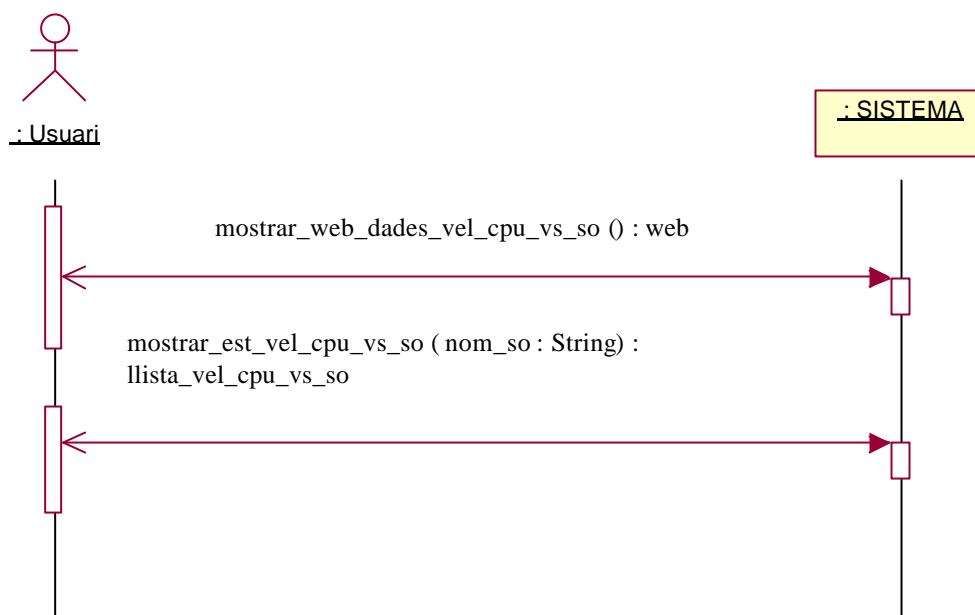 : Usuari
: SISTEMA
mostrar_web_dades_vel_cpu_vs_so () : web
mostrar_est_vel_cpu_vs_so ( nom_so : String) :
llista_vel_cpu_vs_so